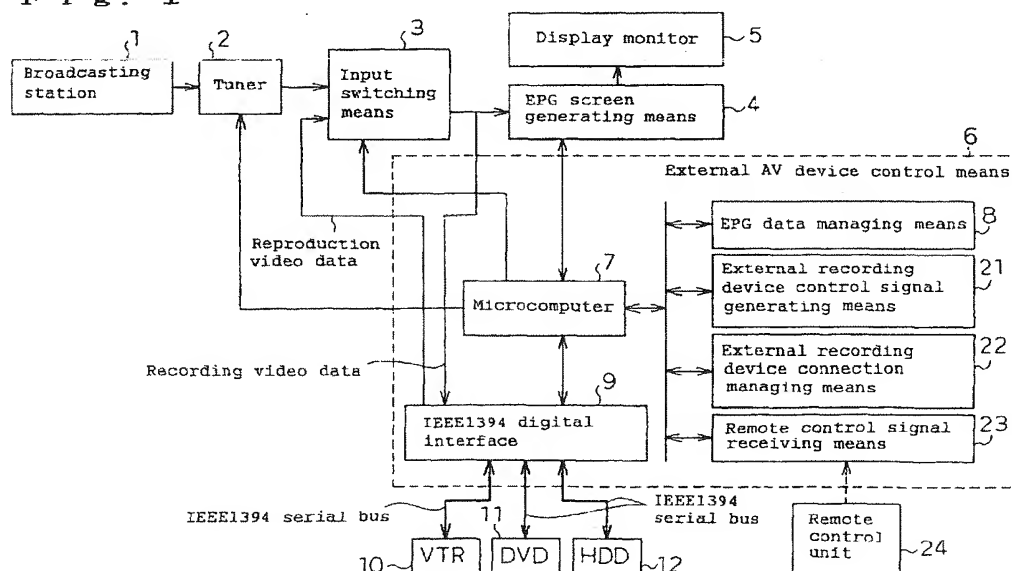 1
2
3
5
Display monitor
Broadcasting
station
Tuner
Input
switching
means
EPG screen
generating means
4
6
External AV device control means
Reproduction
video data
EPG data managing means
8
7
Microcomputer
External recording
device control signal
generating means
21
Recording video data
External recording
device connection
managing means
22
9
IEEE1394 digital
interface
Remote control signal
receiving means
23
IEEE1394 serial bus
11
IEEE1394
serial bus
10
VTR
DVD
HDD
12
Remote
control
unit
24